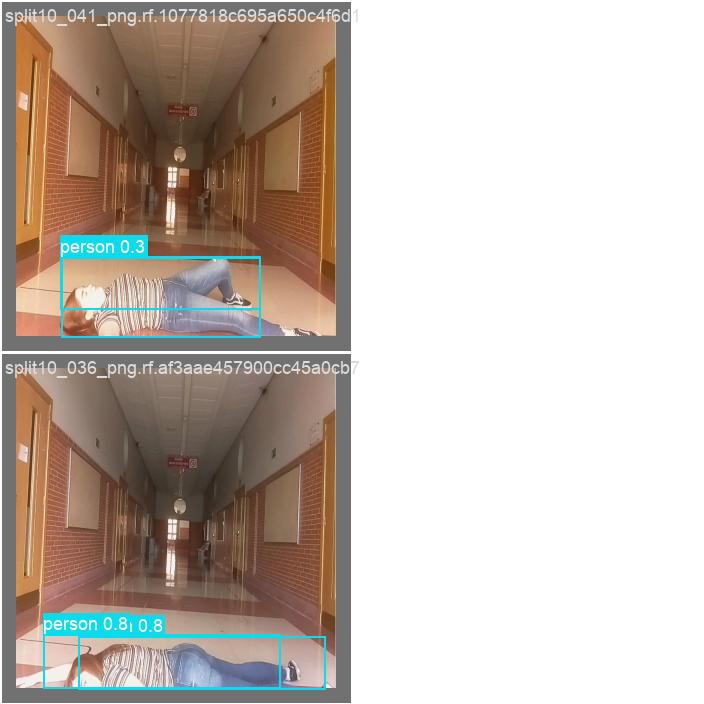 split10_041_png.rf.1077818c695a650c4f6d1
person 0.3
split10_036_png.rf.af3aae457900cc45a0cb7
person 0.8 0.8